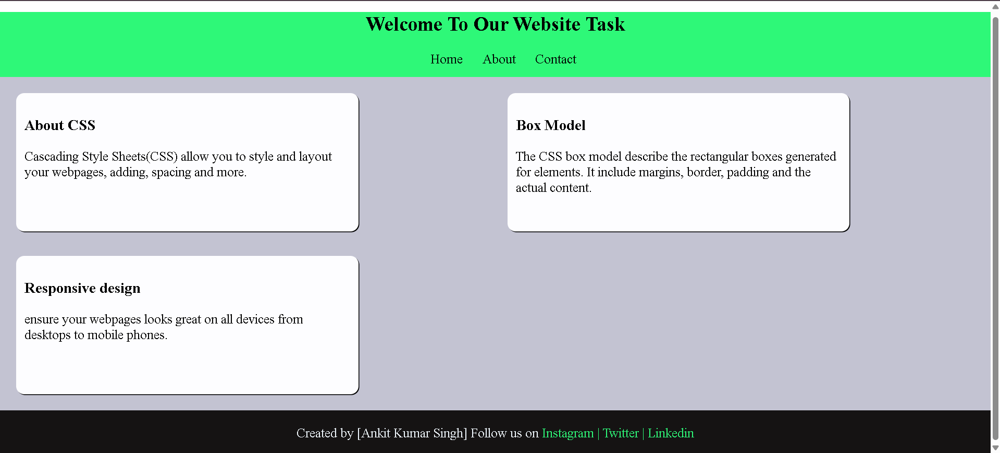 Welcome To Our Website Task
Home About Contact
About CSS
Cascading Style Sheets(CSS) allow you to style and layout
your webpages, adding, spacing and more.
Box Model
The CSS box model describe the rectangular boxes generated
for elements. It include margins, border, padding and the
actual content.
Responsive design
ensure your webpages looks great on all devices from
desktops to mobile phones.
Created by [Ankit Kumar Singh] Follow us on Instagram | Twitter | Linkedin